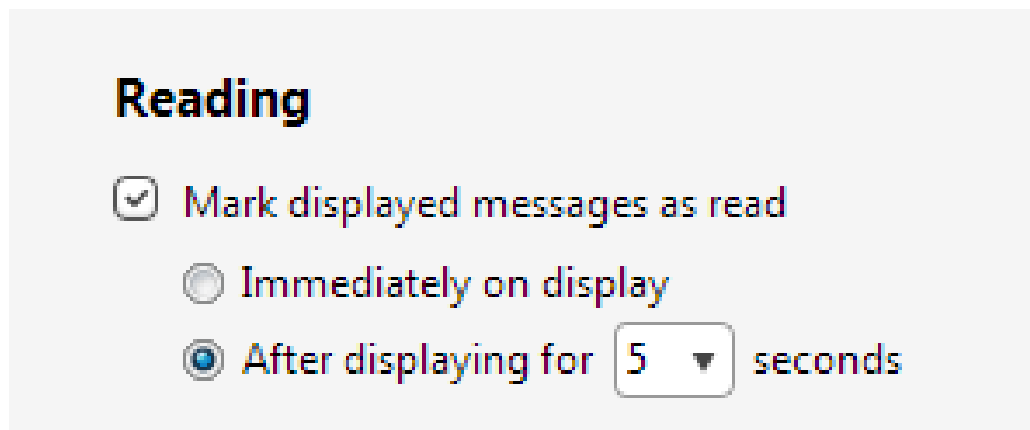 Reading
Mark displayed messages as read
Immediately on display
After displaying for 5 seconds